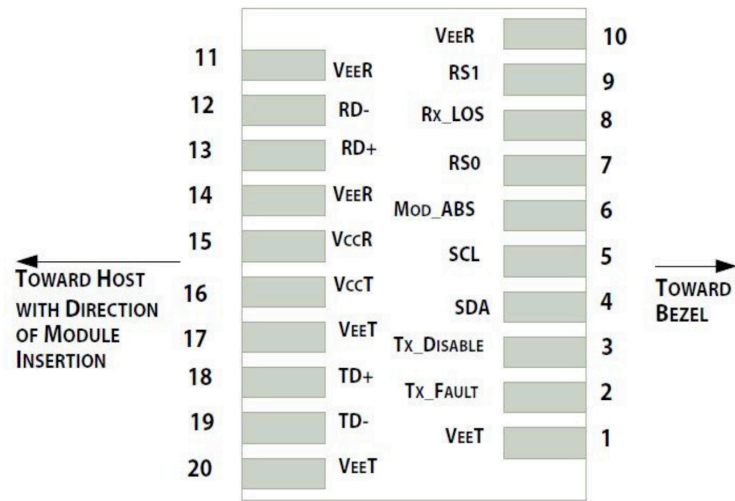 11 VEER
12 RD-
13 RD+
14 VEER
15 VCCR
16 VCCT
17 VEET
18 TD+
19 TD-
20 VEET
VEER 10
RS1 9
RX_LOS 8
RS0 7
MOD_ABS 6
SCL 5
SDA 4
TX_DISABLE 3
TX_FAULT 2
VEET 1
TOWARD HOST
WITH DIRECTION
OF MODULE
INSERTION
TOWARD
BEZEL